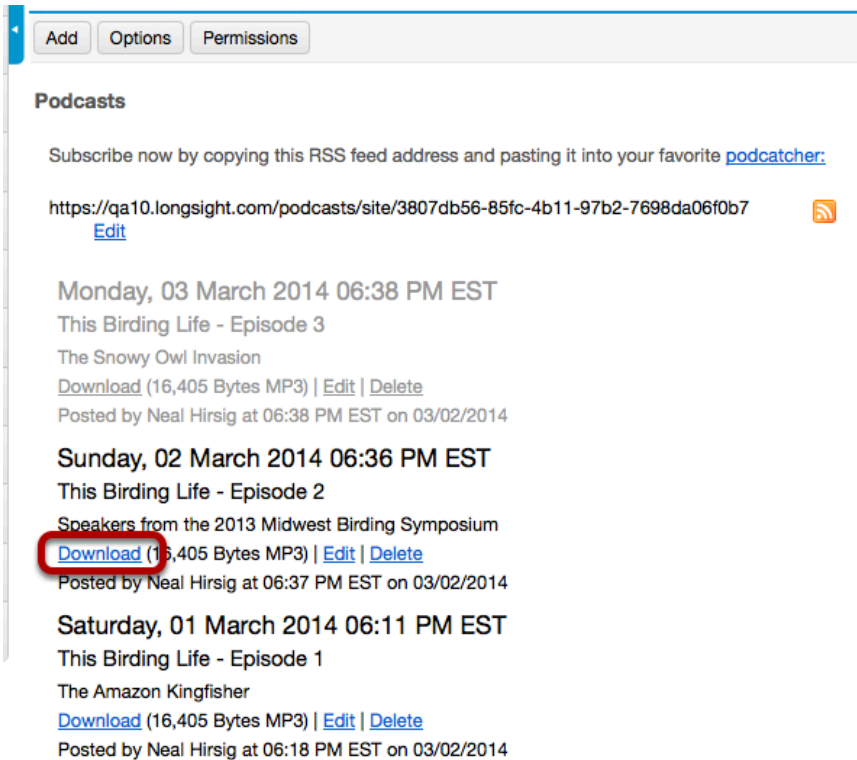 Add Options Permissions
Podcasts
Subscribe now by copying this RSS feed address and pasting it into your favorite podcatcher:
https://qa10.longsight.com/podcasts/site/3807db56-85fc-4b11-97b2-7698da06f0b7
Edit
Monday, 03 March 2014 06:38 PM EST
This Birding Life - Episode 3
The Snowy Owl Invasion
Download (16,405 Bytes MP3) | Edit | Delete
Posted by Neal Hirsig at 06:38 PM EST on 03/02/2014
Sunday, 02 March 2014 06:36 PM EST
This Birding Life - Episode 2
Speakers from the 2013 Midwest Birding Symposium
Download (16,405 Bytes MP3) | Edit | Delete
Posted by Neal Hirsig at 06:37 PM EST on 03/02/2014
Saturday, 01 March 2014 06:11 PM EST
This Birding Life - Episode 1
The Amazon Kingfisher
Download (16,405 Bytes MP3) | Edit | Delete
Posted by Neal Hirsig at 06:18 PM EST on 03/02/2014